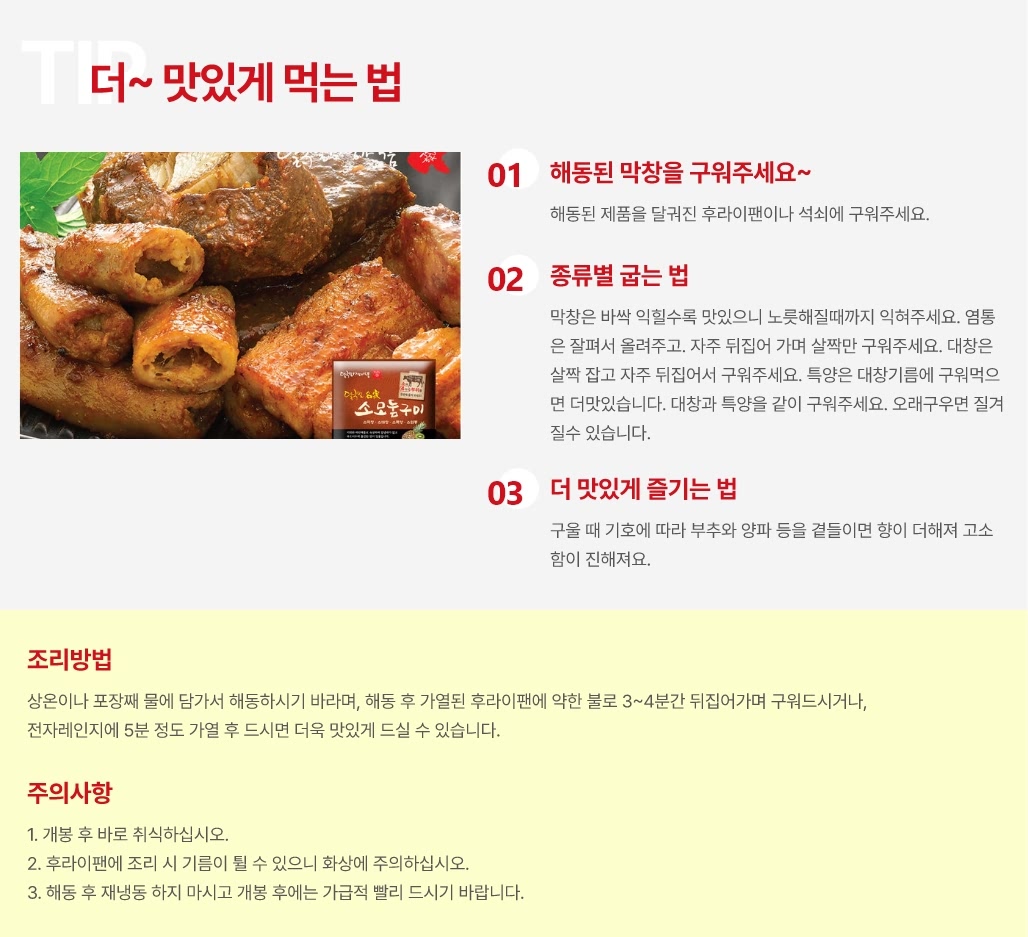 TIP
더~ 맛있게 먹는 법
01 해동된 막창을 구워주세요~
해동된 제품을 달궈진 후라이팬이나 석쇠에 구워주세요.
02 종류별 굽는 법
막창은 바싹 익힐수록 맛있으니 노릇해질때까지 익혀주세요. 염통
은 잘펴서 올려주고. 자주 뒤집어 가며 살짝만 구워주세요. 대창은
살짝 잡고 자주 뒤집어서 구워주세요. 특양은 대창기름에 구워먹으
면 더맛있습니다. 대창과 특양을 같이 구워주세요. 오래구우면 질겨
질수 있습니다.
03 더 맛있게 즐기는 법
구울 때 기호에 따라 부추와 양파 등을 곁들이면 향이 더해져 고소
함이 진해져요.
소모둠구이
조리방법
상온이나 포장째 물에 담가서 해동하시기 바라며, 해동 후 가열된 후라이팬에 약한 불로 3~4분간 뒤집어가며 구워드시거나,
전자레인지에 5분 정도 가열 후 드시면 더욱 맛있게 드실 수 있습니다.
주의사항
1. 개봉 후 바로 취식하십시오.
2. 후라이팬에 조리 시 기름이 튈 수 있으니 화상에 주의하십시오.
3. 해동 후 재냉동 하지 마시고 개봉 후에는 가급적 빨리 드시기 바랍니다.